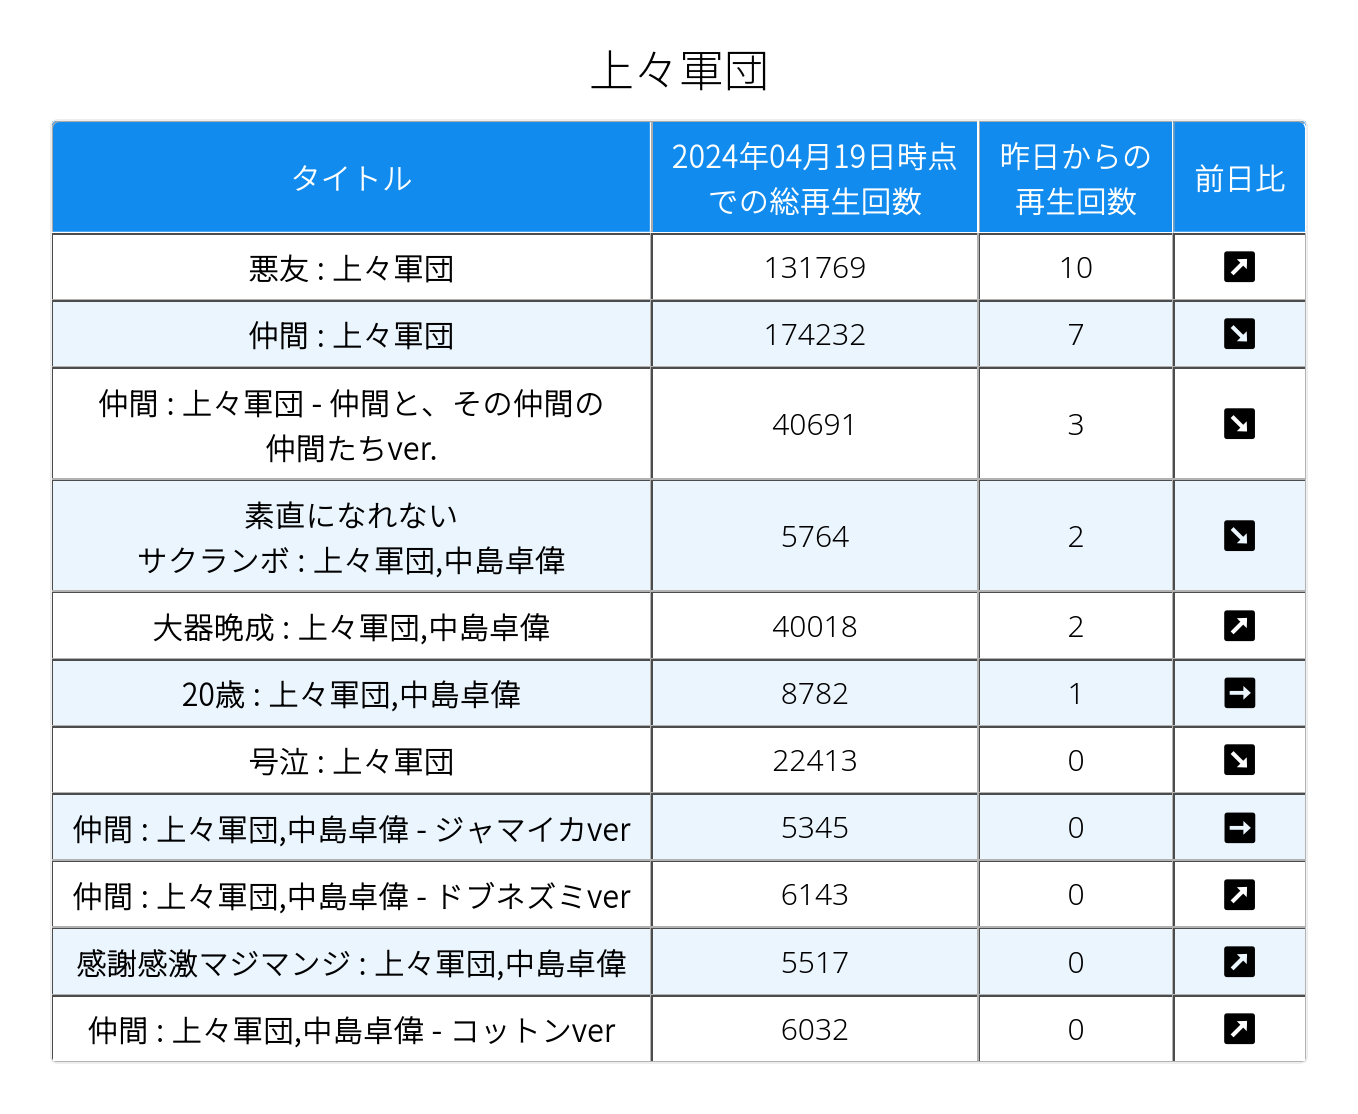 上々軍団
タイトル
2024年04月19日時点
での総再生回数
昨日からの
再生回数
前日比
悪友 : 上々軍団
131769
10
仲間 : 上々軍団
174232
7
仲間 : 上々軍団 - 仲間と、その仲間の
仲間たちver.
40691
3
素直になれない
サクランボ : 上々軍団,中島卓偉
5764
2
大器晩成 : 上々軍団,中島卓偉
40018
2
20歳 : 上々軍団,中島卓偉
8782
1
号泣 : 上々軍団
22413
0
仲間 : 上々軍団,中島卓偉 - ジャマイカver
5345
0
仲間 : 上々軍団,中島卓偉 - ドブネズミver
6143
0
感謝感激マジマンジ : 上々軍団,中島卓偉
5517
0
仲間 : 上々軍団,中島卓偉 - コットンver
6032
0